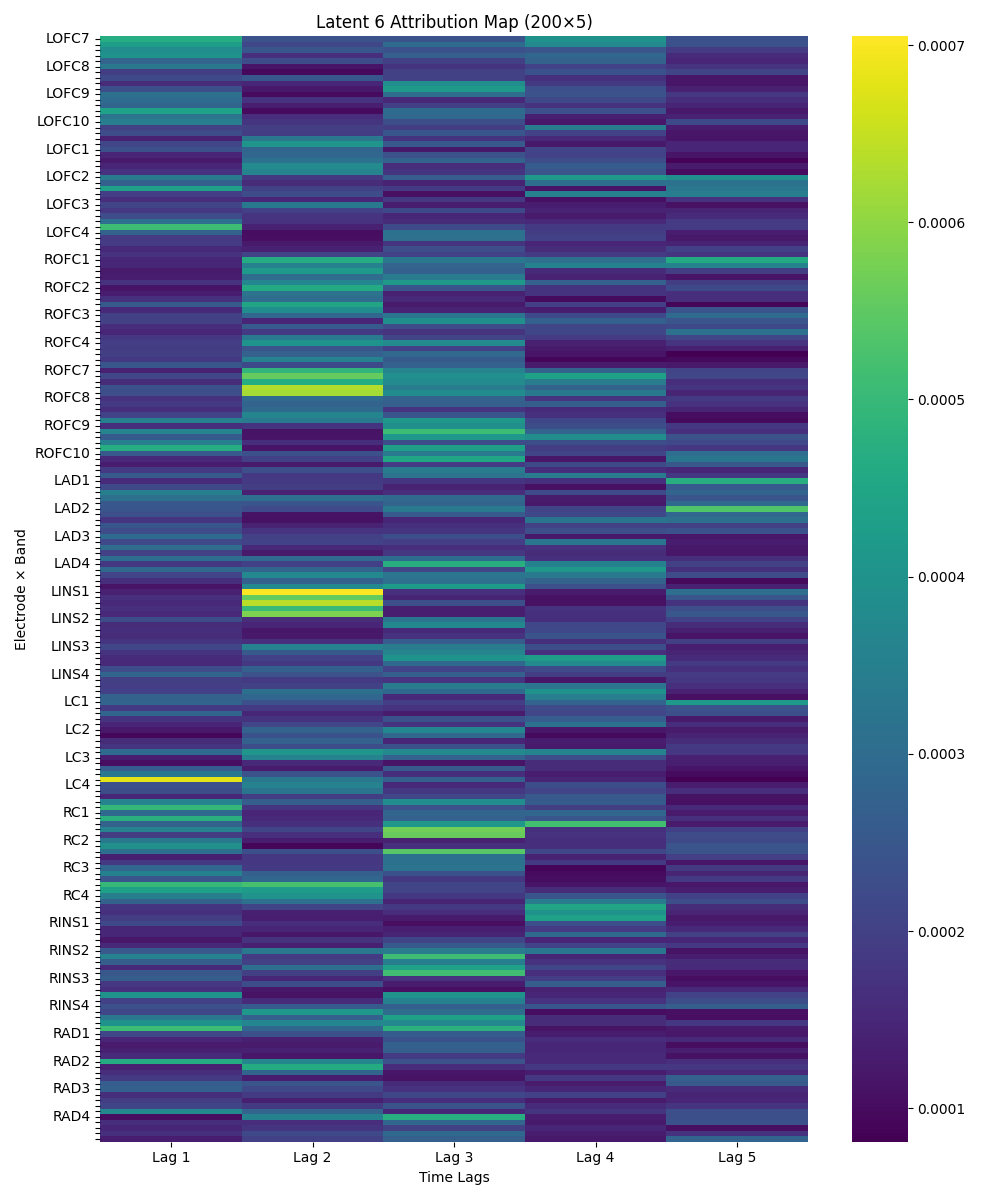 Latent 6 Attribution Map (200×5)
LOFC7
LOFC8
LOFC9
LOFC10
LOFC1
LOFC2
LOFC3
LOFC4
ROFC1
ROFC2
ROFC3
ROFC4
ROFC7
ROFC8
ROFC9
ROFC10
LAD1
LAD2
LAD3
LAD4
LINS1
LINS2
LINS3
LINS4
LC1
LC2
LC3
LC4
RC1
RC2
RC3
RC4
RINS1
RINS2
RINS3
RINS4
RAD1
RAD2
RAD3
RAD4
Electrode × Band
Lag 1 Lag 2 Lag 3 Lag 4 Lag 5
Time Lags
0.0007
0.0006
0.0005
0.0004
0.0003
0.0002
0.0001